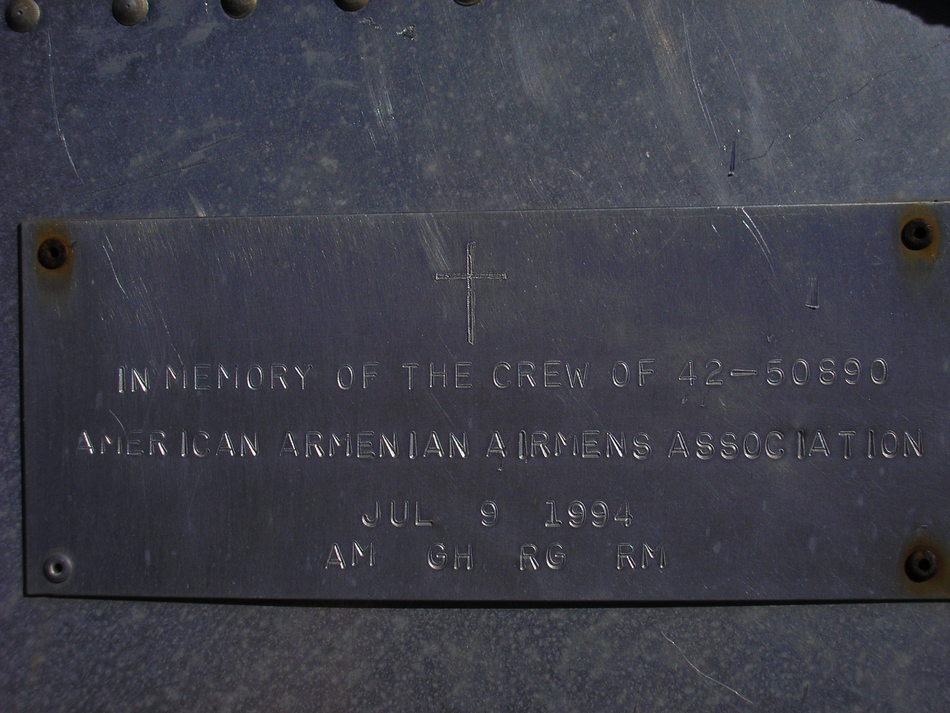 IN MEMORY OF THE CREW OF 42-50890
AMERICAN ARMENIAN AIRMENS ASSOCIATION
JUL 9 1994
AM GH RG RM